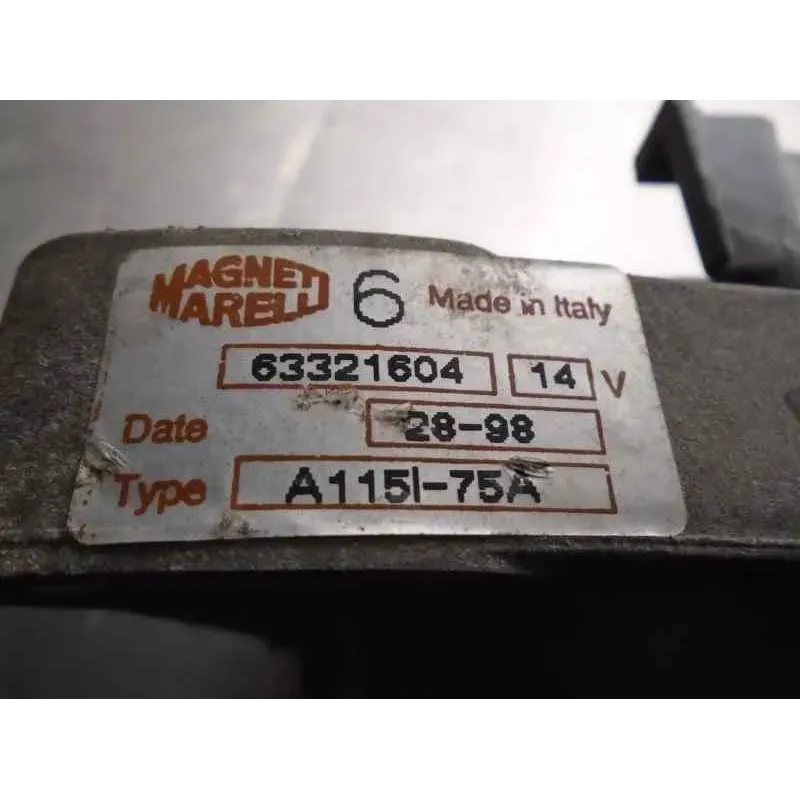 MAGNETI
MARELLI 6 Made in Italy
63321604 14 V
Date 28-98
Type A115I-75A